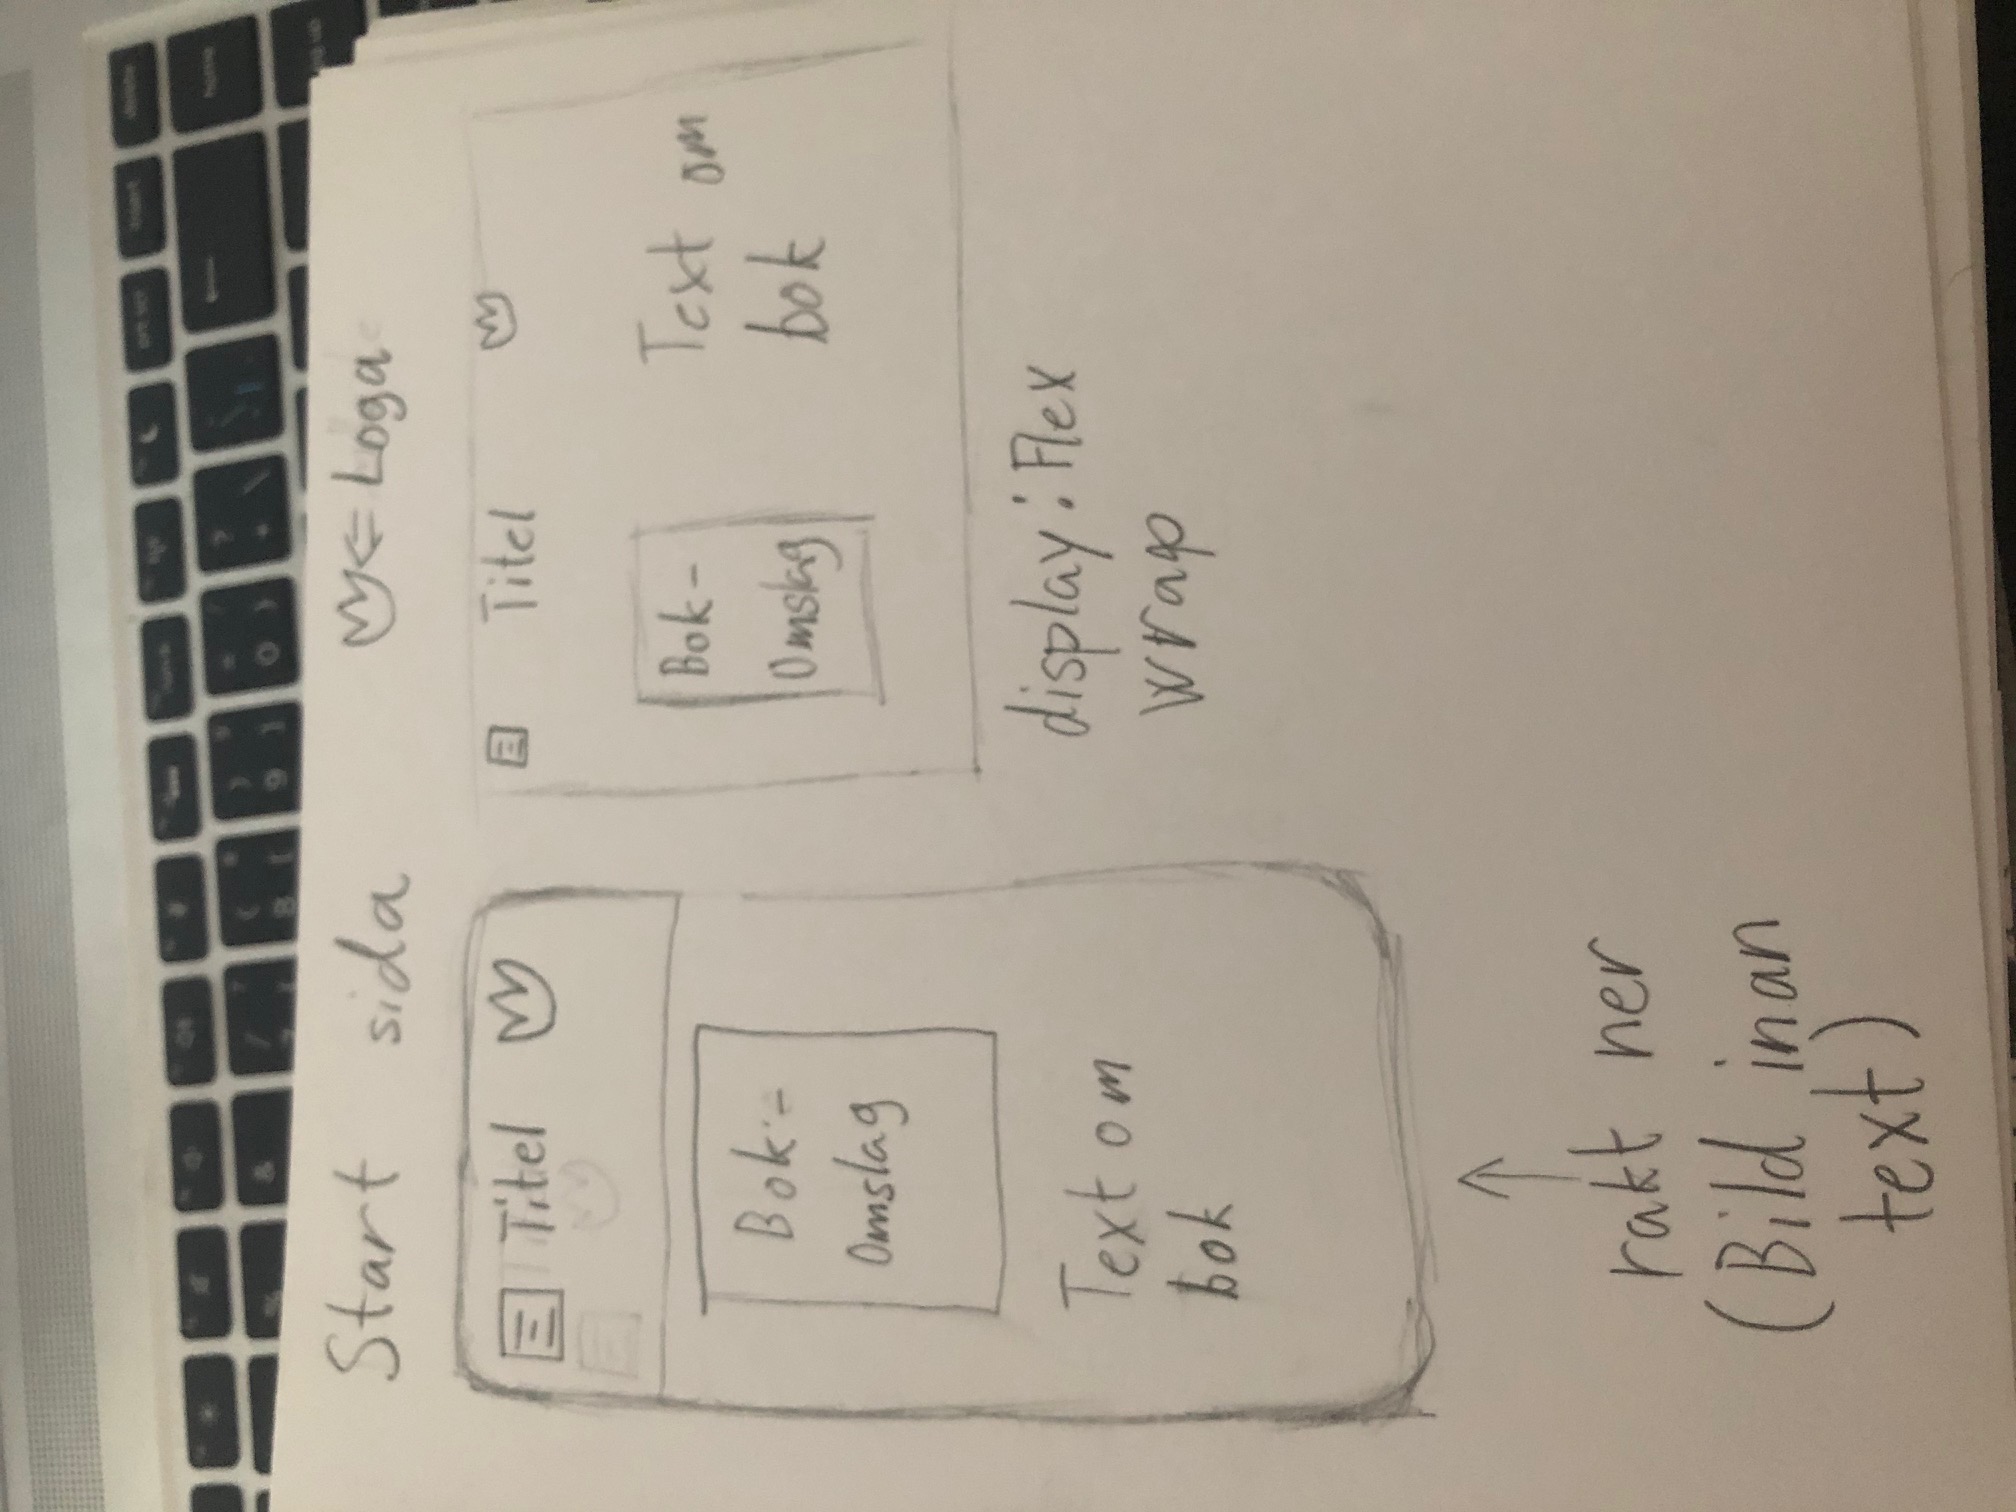 Start sida
⇐ Loga
Titel
Bok-
Omslag
Text om
bok
rakt ner
(Bild inan
text)
Titel
Bok-
Omslag
Text om
bok
display: Flex
wrap